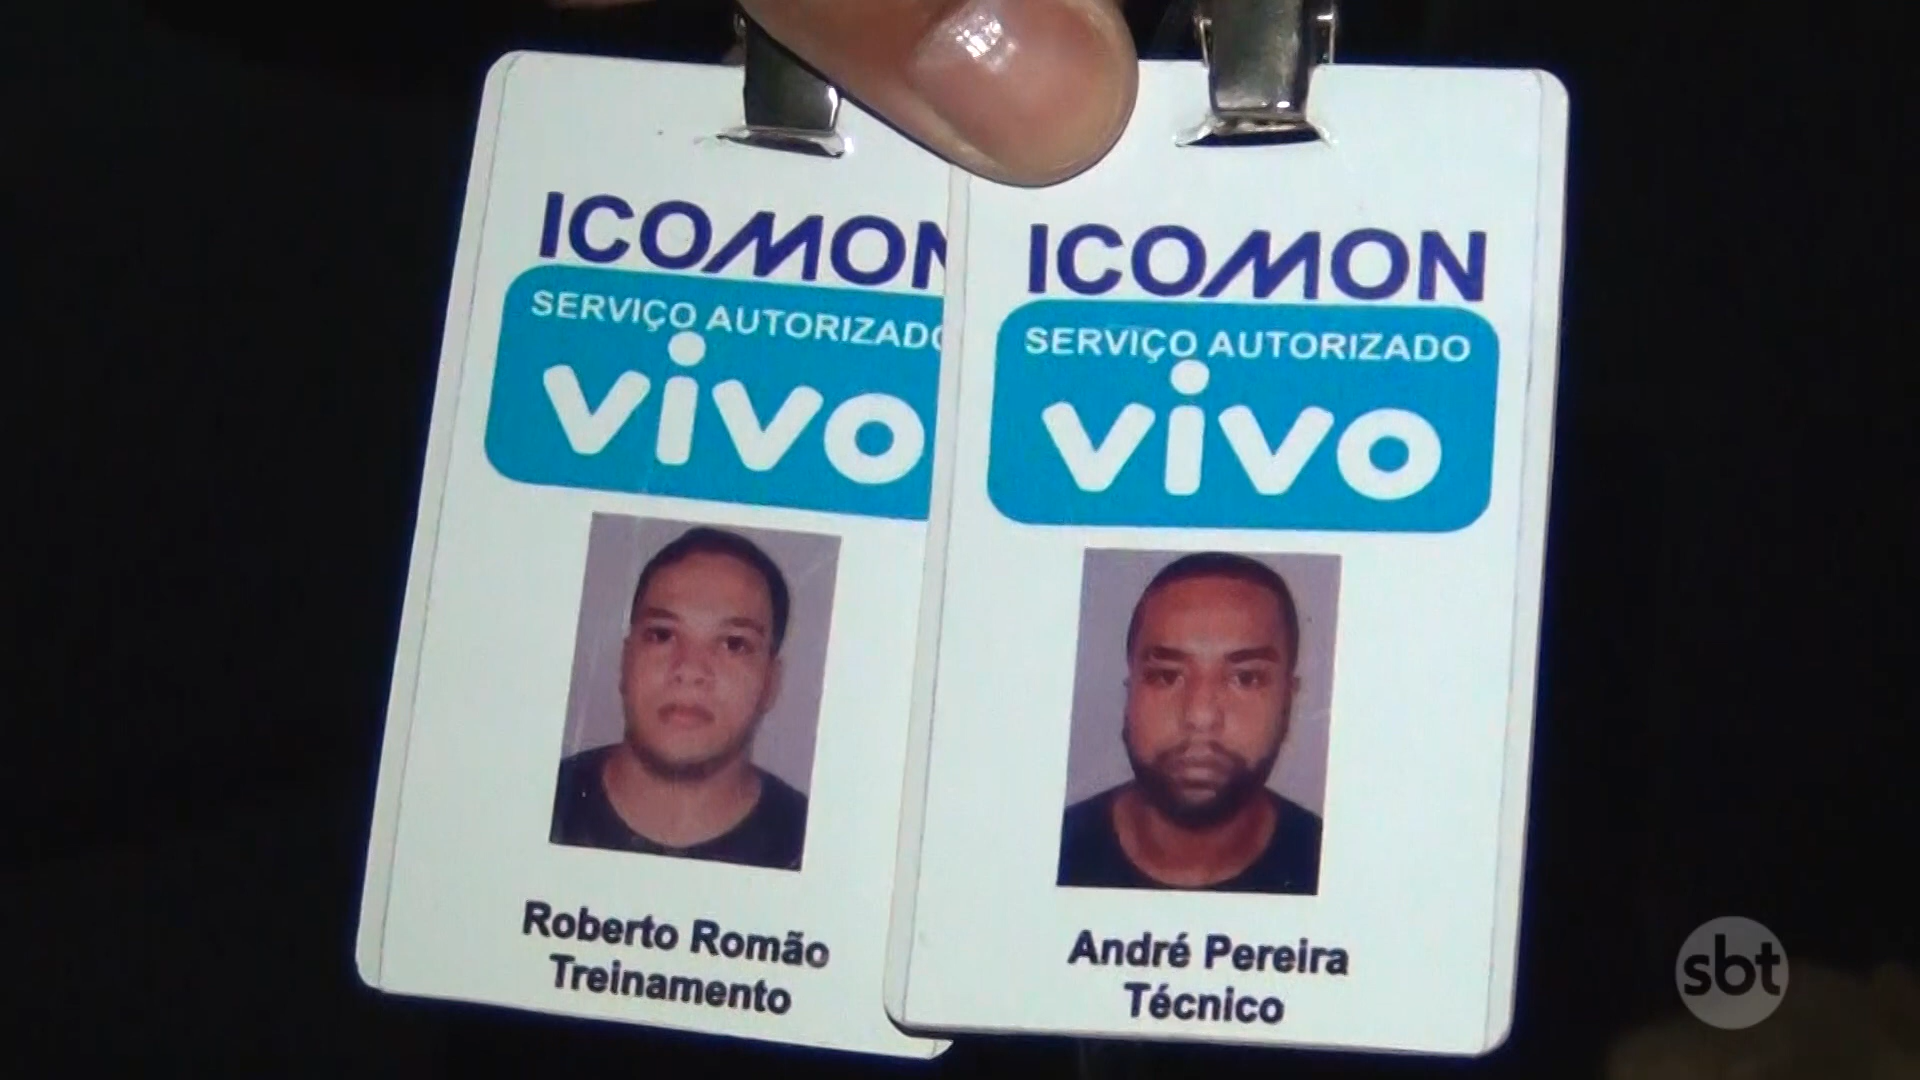 ICOMON
SERVIÇO AUTORIZADO
vivo
Roberto Romão
Treinamento
ICOMON
SERVIÇO AUTORIZADO
vivo
André Pereira
Técnico
sbt